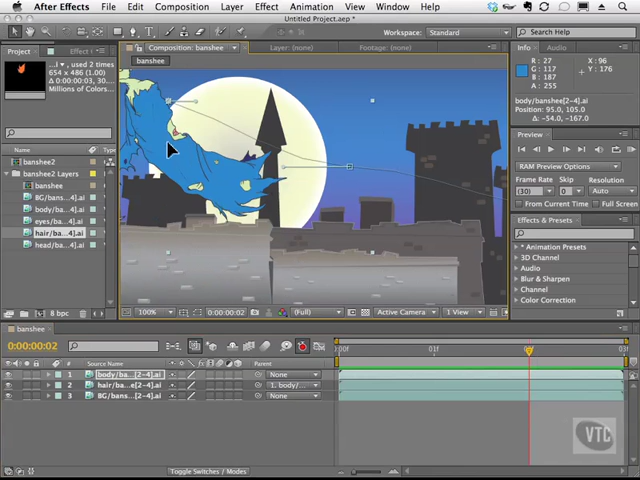 After Effects File Edit Composition Layer Effect Animation View Window Help
Untitled Project.aep *
Workspace: Standard Search Help
Project Effect
Composition: banshee Layer: (none) Footage: (none)
banshee
...l, used 2 times
654 x 486 (1.00)
Millions of Colors...
Name
banshee2
banshee2 Layers
banshee
BG/bans...4].ai
body/ba...4].ai
eyes/ba...4].ai
hair/ba...4].ai
head/ba...4].ai
8 bpc
Info Audio
R: 27
G: 117
B: 187
A: 255
X: 96
Y: 176
body/banshee[2-4].ai
Position: 95.0, 105.0
Δ: -54.0, -167.0
Preview
RAM Preview Options
Frame Rate Skip Resolution
(30) 0 Auto
From Current Time Full Screen
Effects & Presets
* Animation Presets
3D Channel
Audio
Blur & Sharpen
Channel
Color Correction
100% 0:00:00:02 (Full) Active Camera 1 View
banshee
0:00:00:02
:00f 01f 03f
# Source Name Parent
1 body/ba...[2-4].ai None
2 hair/ba...e[2-4].ai 1. body/...
3 BG/bans...[2-4].ai None
Toggle Switches / Modes
VTC